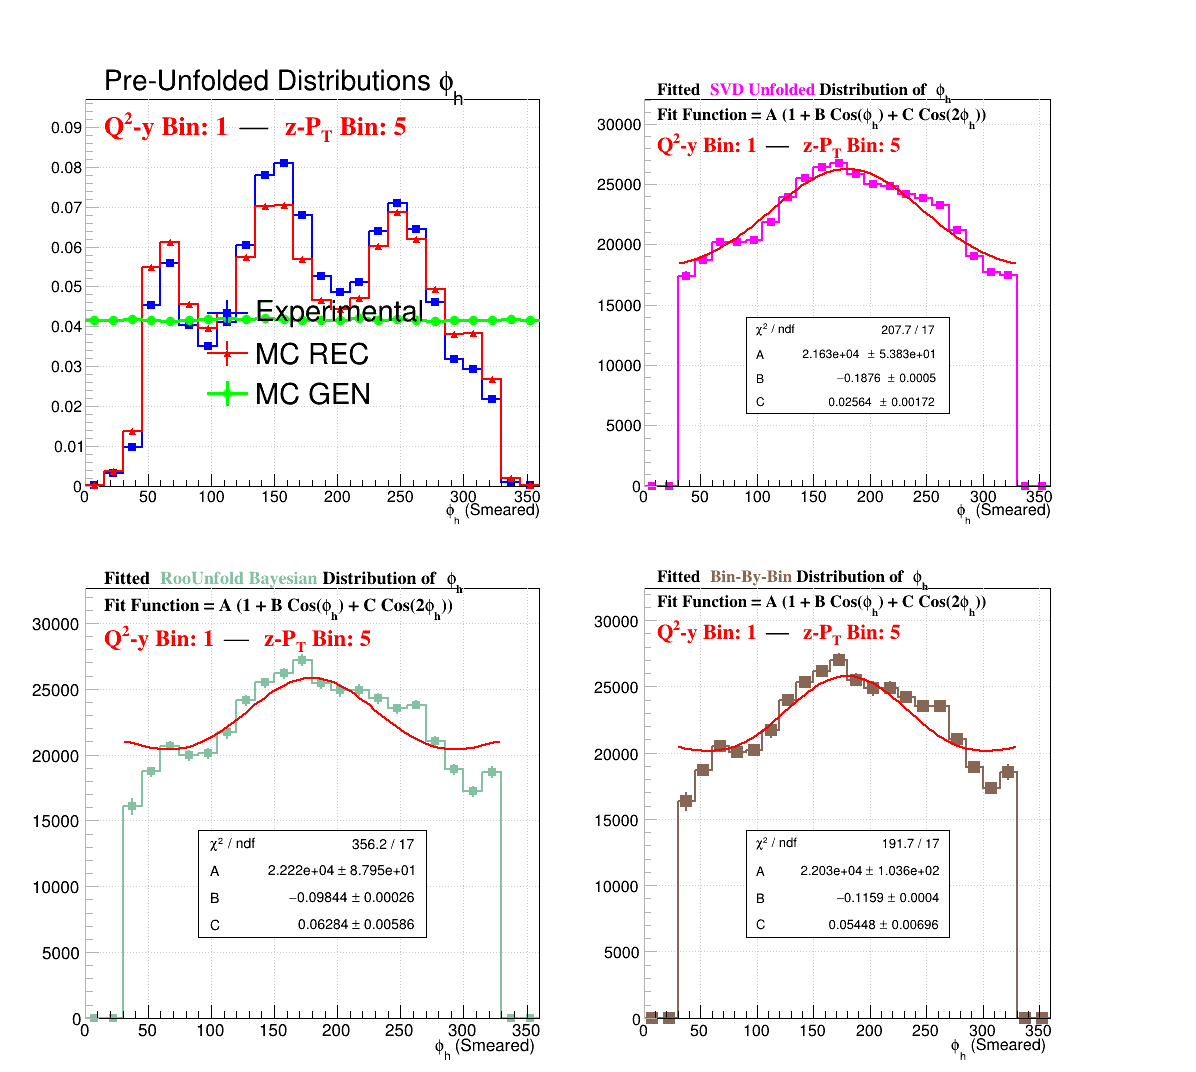 Pre-Unfolded Distributions ϕh
Q2-y Bin: 1 — z-PT Bin: 5
0.09
0.08
0.07
0.06
0.05
0.04
0.03
0.02
0.01
0
Experimental
MC REC
MC GEN
0 50 100 150 200 250 300 350
ϕh (Smeared)
Fitted SVD Unfolded Distribution of ϕh
Fit Function = A (1 + B Cos(ϕh) + C Cos(2ϕh))
Q2-y Bin: 1 — z-PT Bin: 5
30000
25000
20000
15000
10000
5000
0
χ2 / ndf 207.7 / 17
A 2.163e+04 ± 5.383e+01
B −0.1876 ± 0.0005
C 0.02564 ± 0.00172
0 50 100 150 200 250 300 350
ϕh (Smeared)
Fitted RooUnfold Bayesian Distribution of ϕh
Fit Function = A (1 + B Cos(ϕh) + C Cos(2ϕh))
Q2-y Bin: 1 — z-PT Bin: 5
30000
25000
20000
15000
10000
5000
0
χ2 / ndf 356.2 / 17
A 2.222e+04 ± 8.795e+01
B −0.09844 ± 0.00026
C 0.06284 ± 0.00586
0 50 100 150 200 250 300 350
ϕh (Smeared)
Fitted Bin-By-Bin Distribution of ϕh
Fit Function = A (1 + B Cos(ϕh) + C Cos(2ϕh))
Q2-y Bin: 1 — z-PT Bin: 5
30000
25000
20000
15000
10000
5000
0
χ2 / ndf 191.7 / 17
A 2.203e+04 ± 1.036e+02
B −0.1159 ± 0.0004
C 0.05448 ± 0.00696
0 50 100 150 200 250 300 350
ϕh (Smeared)